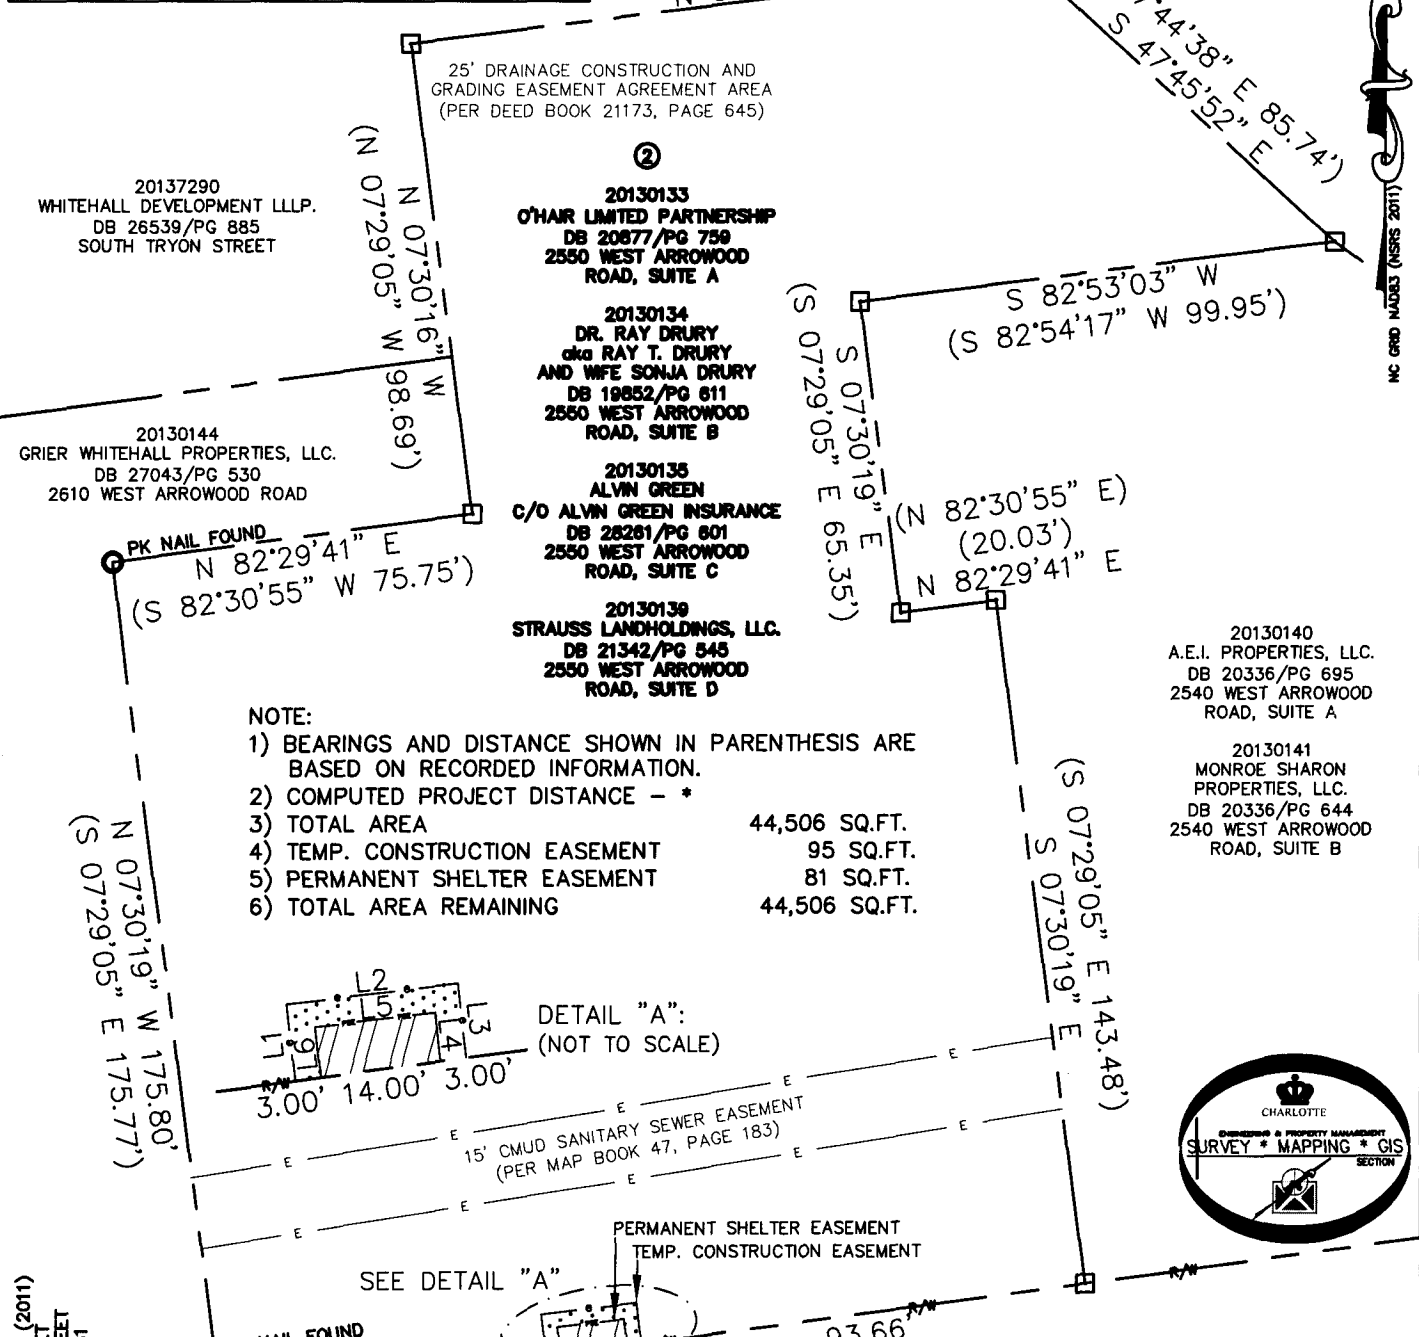 25' DRAINAGE CONSTRUCTION AND
GRADING EASEMENT AGREEMENT AREA
(PER DEED BOOK 21173, PAGE 645)
2
20137290
WHITEHALL DEVELOPMENT LLLP.
DB 26539/PG 885
SOUTH TRYON STREET
N 07°30'16" W
(N 07°29'05" W 98.69')
20130133
O'HAIR LIMITED PARTNERSHIP
DB 20877/PG 759
2550 WEST ARROWOOD
ROAD, SUITE A
20130134
DR. RAY DRURY
aka RAY T. DRURY
AND WIFE SONJA DRURY
DB 19852/PG 611
2550 WEST ARROWOOD
ROAD, SUITE B
20130135
ALVIN GREEN
C/O ALVIN GREEN INSURANCE
DB 28261/PG 601
2550 WEST ARROWOOD
ROAD, SUITE C
20130139
STRAUSS LANDHOLDINGS, LLC.
DB 21342/PG 545
2550 WEST ARROWOOD
ROAD, SUITE D
44'38" E 85.74')
S 47°45'52" E
NC GRID NAD83 (NSRS 2011)
S 82°53'03" W
(S 82°54'17" W 99.95')
S 07°30'19" E
(S 07°29'05" E 65.35')
(N 82°30'55" E)
(20.03')
N 82°29'41" E
20130144
GRIER WHITEHALL PROPERTIES, LLC.
DB 27043/PG 530
2610 WEST ARROWOOD ROAD
PK NAIL FOUND
N 82°29'41" E
(S 82°30'55" W 75.75')
20130140
A.E.I. PROPERTIES, LLC.
DB 20336/PG 695
2540 WEST ARROWOOD
ROAD, SUITE A
20130141
MONROE SHARON
PROPERTIES, LLC.
DB 20336/PG 644
2540 WEST ARROWOOD
ROAD, SUITE B
NOTE:
1) BEARINGS AND DISTANCE SHOWN IN PARENTHESIS ARE
BASED ON RECORDED INFORMATION.
2) COMPUTED PROJECT DISTANCE - *
3) TOTAL AREA 44,506 SQ.FT.
4) TEMP. CONSTRUCTION EASEMENT 95 SQ.FT.
5) PERMANENT SHELTER EASEMENT 81 SQ.FT.
6) TOTAL AREA REMAINING 44,506 SQ.FT.
N 07°30'19" W 175.80'
(S 07°29'05" E 175.77')
(S 07°29'05" E 143.48')
S 07°30'19" E
L2
L5
L1
L6
L3
L4
R/W
3.00' 14.00' 3.00'
DETAIL "A":
(NOT TO SCALE)
E E E E E
15' CMUD SANITARY SEWER EASEMENT
(PER MAP BOOK 47, PAGE 183)
E E E E
CHARLOTTE
ENGINEERING & PROPERTY MANAGEMENT
SURVEY * MAPPING * GIS
SECTION
PERMANENT SHELTER EASEMENT
TEMP. CONSTRUCTION EASEMENT
SEE DETAIL "A"
R/W
R/W
93.66'
(2011)
NAIL FOUND